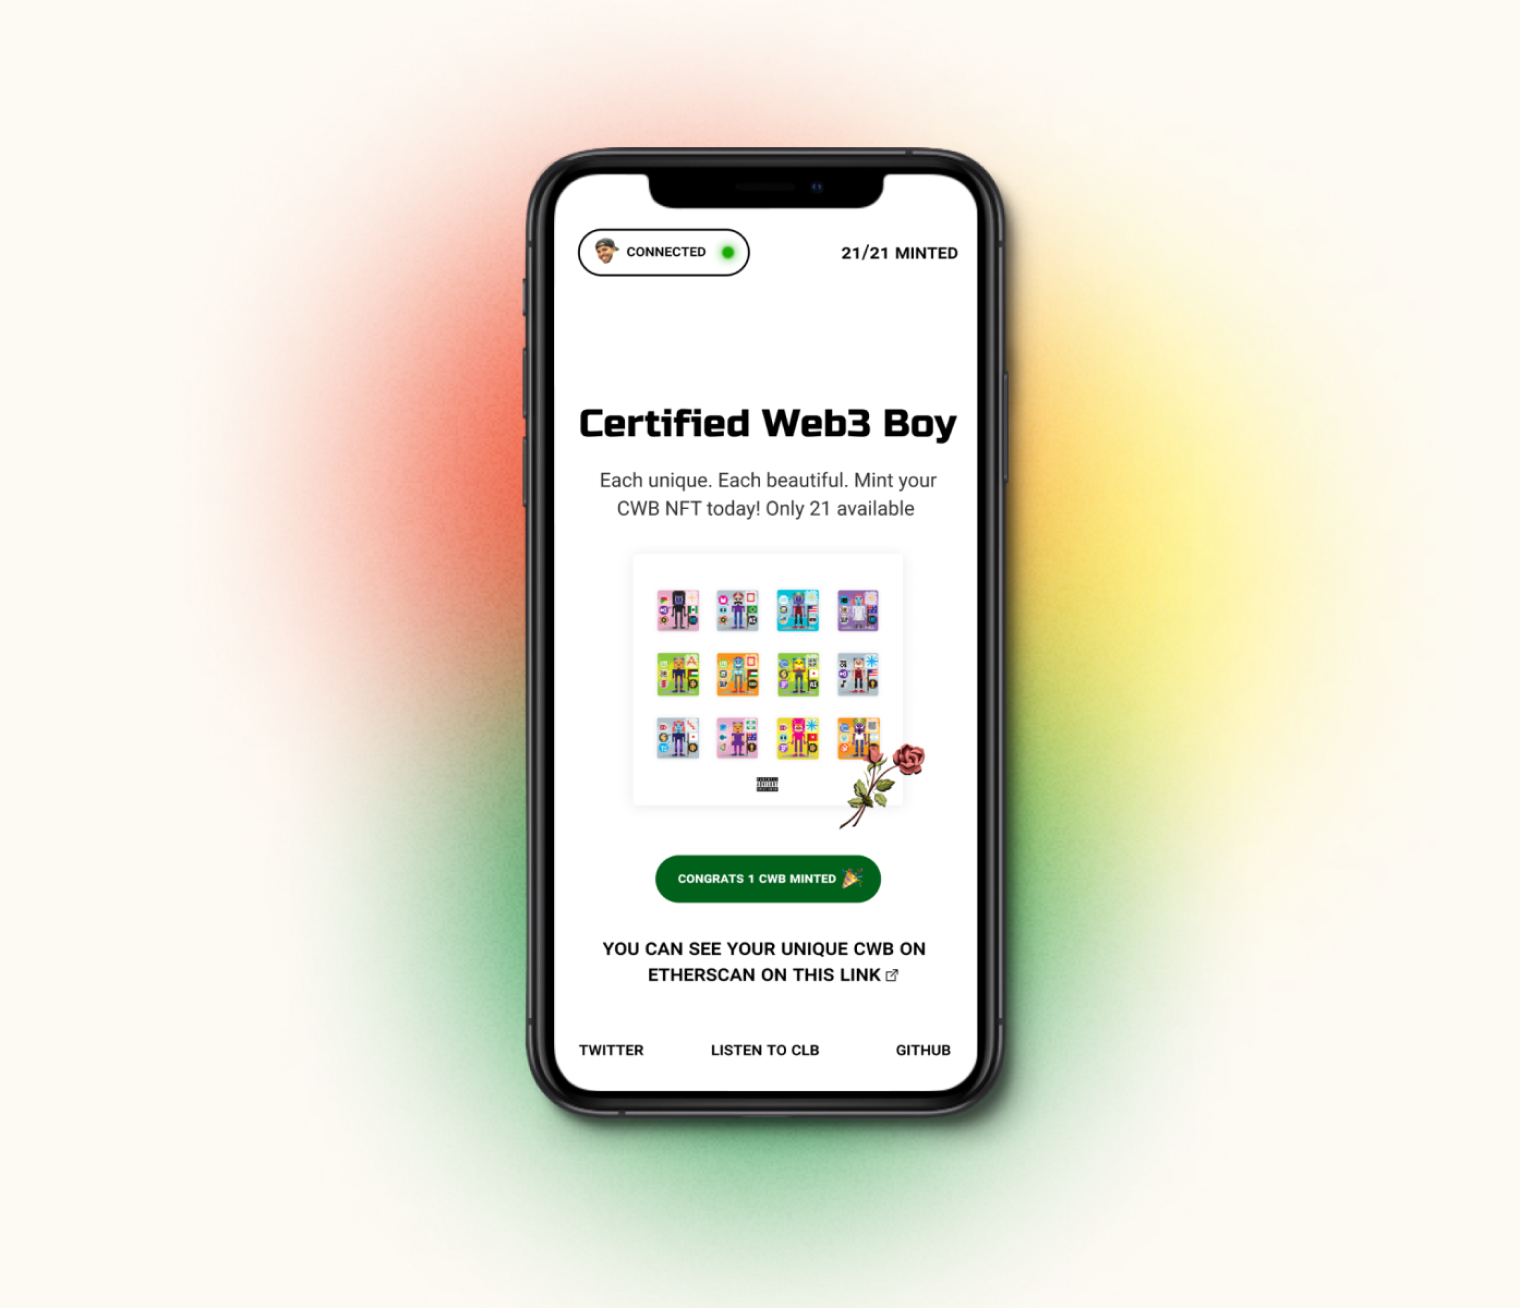 CONNECTED
21/21 MINTED
Certified Web3 Boy
Each unique. Each beautiful. Mint your
CWB NFT today! Only 21 available
CONGRATS 1 CWB MINTED
YOU CAN SEE YOUR UNIQUE CWB ON
ETHERSCAN ON THIS LINK
TWITTER
LISTEN TO CLB
GITHUB